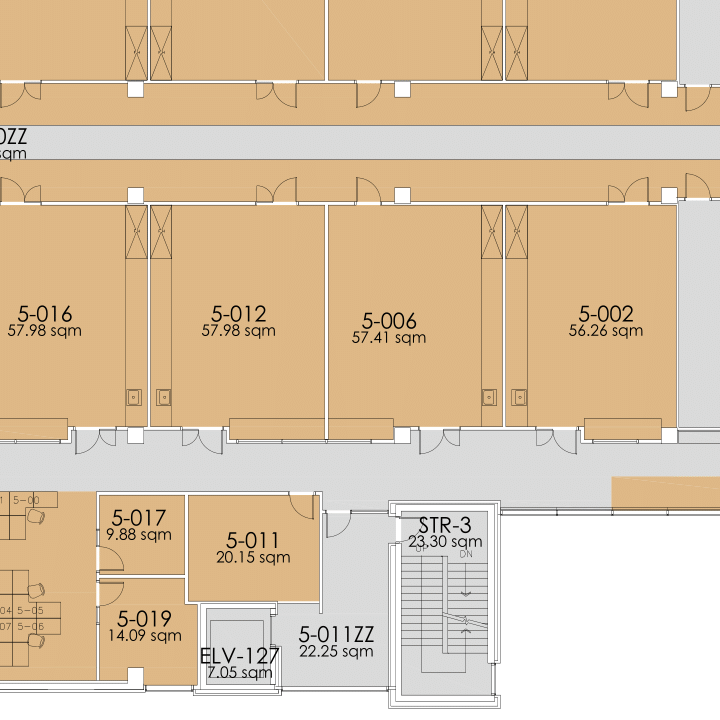 0ZZ
sqm
5-016
57.98 sqm
5-012
57.98 sqm
5-006
57.41 sqm
5-002
56.26 sqm
5-00
5-017
9.88 sqm
5-011
20.15 sqm
STR-3
23.30 sqm
UP
DN
04 5-05
07 5-06
5-019
14.09 sqm
5-011ZZ
22.25 sqm
ELV-127
7.05 sqm